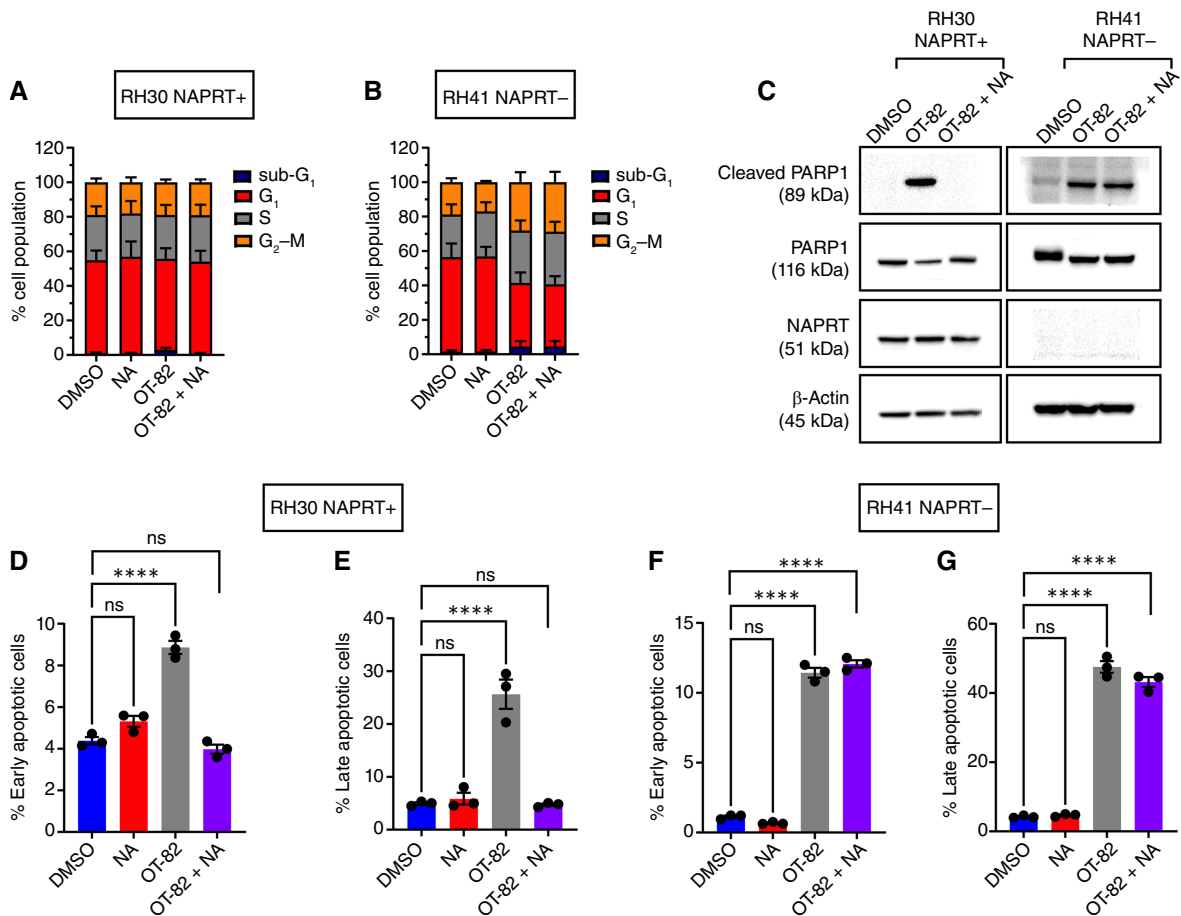 A
RH30 NAPRT+
% cell population
120
100
80
60
40
20
0
DMSO
NA
OT-82
OT-82 + NA
sub-G1
G1
S
G2–M
B
RH41 NAPRT–
% cell population
120
100
80
60
40
20
0
DMSO
NA
OT-82
OT-82 + NA
sub-G1
G1
S
G2–M
C
RH30
NAPRT+
RH41
NAPRT–
DMSO
OT-82
OT-82 + NA
DMSO
OT-82
OT-82 + NA
Cleaved PARP1
(89 kDa)
PARP1
(116 kDa)
NAPRT
(51 kDa)
β-Actin
(45 kDa)
RH30 NAPRT+
RH41 NAPRT–
D
ns
****
ns
% Early apoptotic cells
10
8
6
4
2
0
DMSO
NA
OT-82
OT-82 + NA
E
ns
****
ns
% Late apoptotic cells
40
30
20
10
0
DMSO
NA
OT-82
OT-82 + NA
F
****
****
ns
% Early apoptotic cells
15
10
5
0
DMSO
NA
OT-82
OT-82 + NA
G
****
****
ns
% Late apoptotic cells
60
40
20
0
DMSO
NA
OT-82
OT-82 + NA